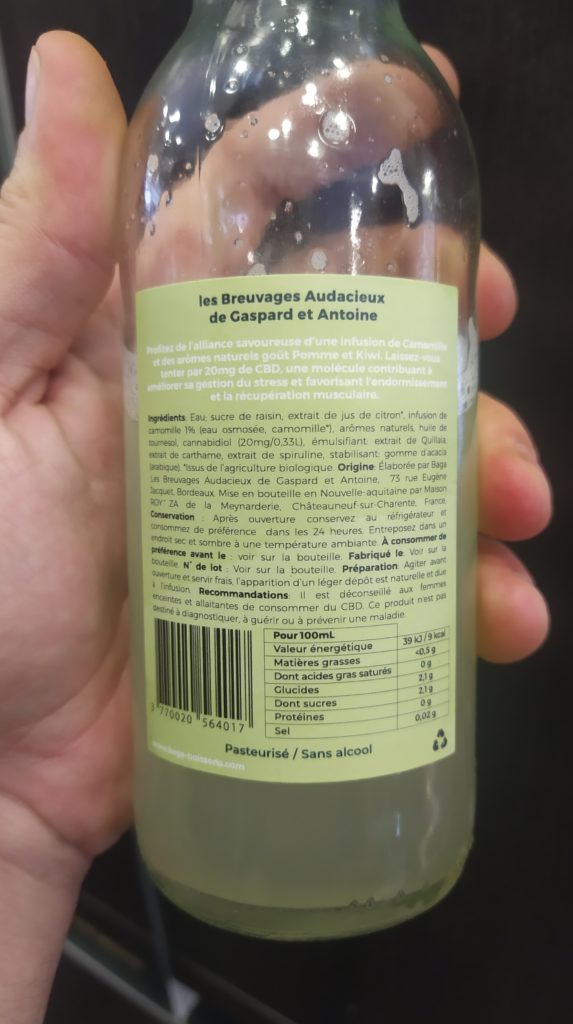 les Breuvages Audacieux
de Gaspard et Antoine
Profitez de l'alliance savoureuse d'une infusion de Camomille
et des arômes naturels goût Pomme et Kiwi. Laissez-vous
tenter par 20mg de CBD, une molécule contribuant à
améliorer sa gestion du stress et favorisant l'endormissement
et la récupération musculaire.
Ingrédients: Eau, sucre de raisin, extrait de jus de citron*, infusion de
camomille 1% (eau osmosée, camomille*), arômes naturels, huile de
tournesol, cannabidiol (20mg/0,33L), émulsifiant: extrait de Quillaia,
extrait de carthame, extrait de spiruline, stabilisant: gomme d'acacia
(arabique). *Issus de l'agriculture biologique. Origine: Élaborée par Baga
Les Breuvages Audacieux de Gaspard et Antoine, 73 rue Eugène
Jacquet, Bordeaux. Mise en bouteille en Nouvelle-aquitaine par Maison
ROY" ZA de la Meynarderie, Châteauneuf-sur-Charente, France.
Conservation : Après ouverture conservez au réfrigérateur et
consommez de préférence dans les 24 heures. Entreposez dans un
endroit sec et sombre à une température ambiante. À consommer de
préférence avant le : voir sur la bouteille. Fabriqué le: Voir sur la
bouteille. N° de lot : Voir sur la bouteille. Préparation: Agiter avant
ouverture et servir frais, l'apparition d'un léger dépôt est naturelle et due
à l'infusion. Recommandations: Il est déconseillé aux femmes
enceintes et allaitantes de consommer du CBD. Ce produit n'est pas
destiné à diagnostiquer, à guérir ou à prévenir une maladie.
Pour 100mL
Valeur énergétique 39 kJ / 9 kcal
Matières grasses <0,5 g
Dont acides gras saturés 0 g
Glucides 2,1 g
Dont sucres 2,1 g
Protéines 0 g
Sel 0,02 g
3 770020 564017
Pasteurisé / Sans alcool
www.baga-boissons.com